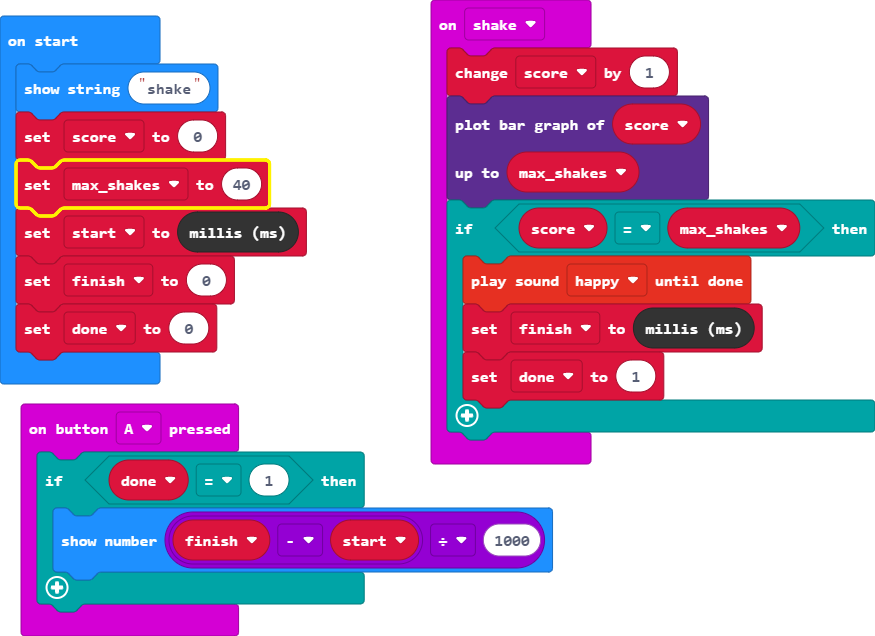 on start
show string "shake"
set score to 0
set max_shakes to 40
set start to millis (ms)
set finish to 0
set done to 0
on shake
change score by 1
plot bar graph of score
up to max_shakes
if score = max_shakes then
play sound happy until done
set finish to millis (ms)
set done to 1
on button A pressed
if done = 1 then
show number finish - start ÷ 1000